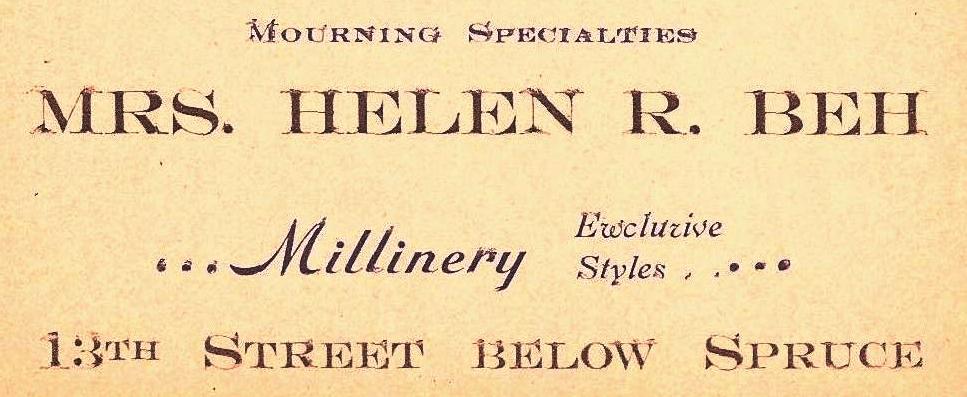 MOURNING SPECIALTIES
MRS. HELEN R. BEH
...Millinery
Exclusive
Styles . . . . .
13TH STREET BELOW SPRUCE